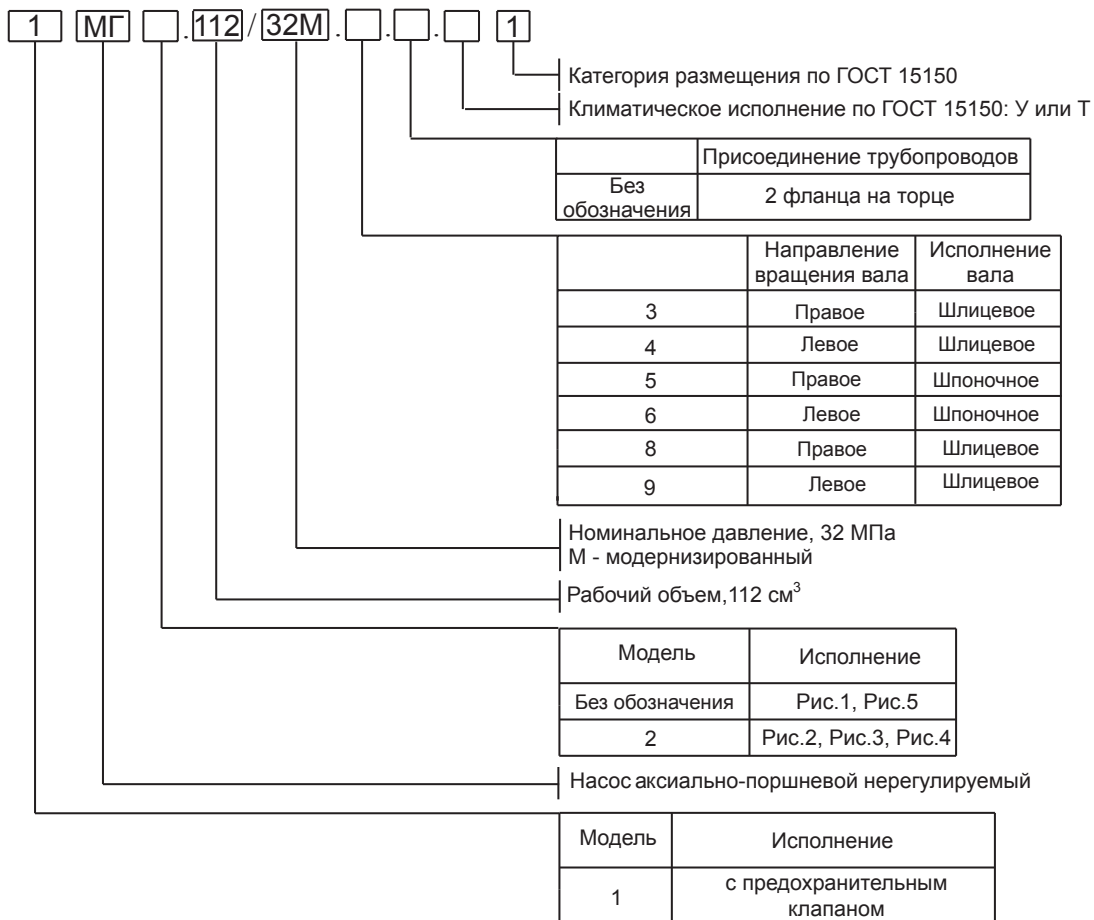 1 МГ .112/32М. . . 1
Категория размещения по ГОСТ 15150
Климатическое исполнение по ГОСТ 15150: У или Т
Присоединение трубопроводов
Без
обозначения
2 фланца на торце
Направление
вращения вала
Исполнение
вала
3 Правое Шлицевое
4 Левое Шлицевое
5 Правое Шпоночное
6 Левое Шпоночное
8 Правое Шлицевое
9 Левое Шлицевое
Номинальное давление, 32 МПа
М - модернизированный
Рабочий объем,112 см³
Модель Исполнение
Без обозначения Рис.1, Рис.5
2 Рис.2, Рис.3, Рис.4
Насос аксиально-поршневой нерегулируемый
Модель Исполнение
1
с предохранительным
клапаном